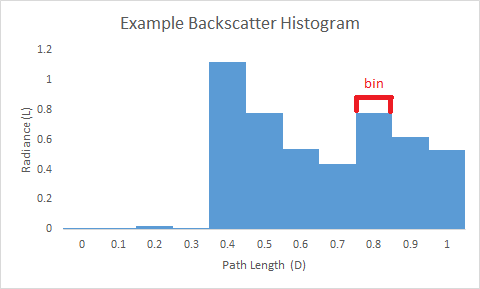 Example Backscatter Histogram
bin
1.2
1
0.8
0.6
0.4
0.2
0
Radiance (L)
0 0.1 0.2 0.3 0.4 0.5 0.6 0.7 0.8 0.9 1
Path Length (D)